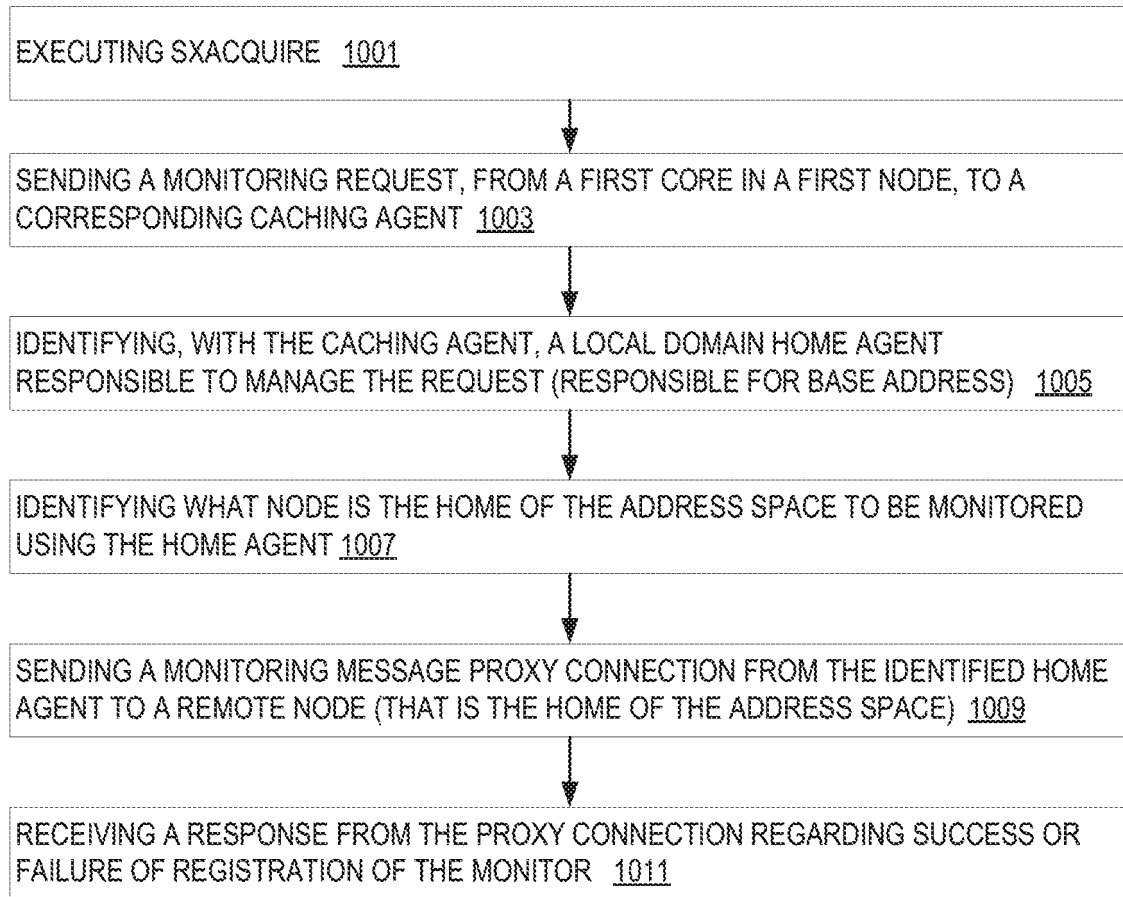 EXECUTING SXACQUIRE 1001
SENDING A MONITORING REQUEST, FROM A FIRST CORE IN A FIRST NODE, TO A
CORRESPONDING CACHING AGENT 1003
IDENTIFYING, WITH THE CACHING AGENT, A LOCAL DOMAIN HOME AGENT
RESPONSIBLE TO MANAGE THE REQUEST (RESPONSIBLE FOR BASE ADDRESS) 1005
IDENTIFYING WHAT NODE IS THE HOME OF THE ADDRESS SPACE TO BE MONITORED
USING THE HOME AGENT 1007
SENDING A MONITORING MESSAGE PROXY CONNECTION FROM THE IDENTIFIED HOME
AGENT TO A REMOTE NODE (THAT IS THE HOME OF THE ADDRESS SPACE) 1009
RECEIVING A RESPONSE FROM THE PROXY CONNECTION REGARDING SUCCESS OR
FAILURE OF REGISTRATION OF THE MONITOR 1011